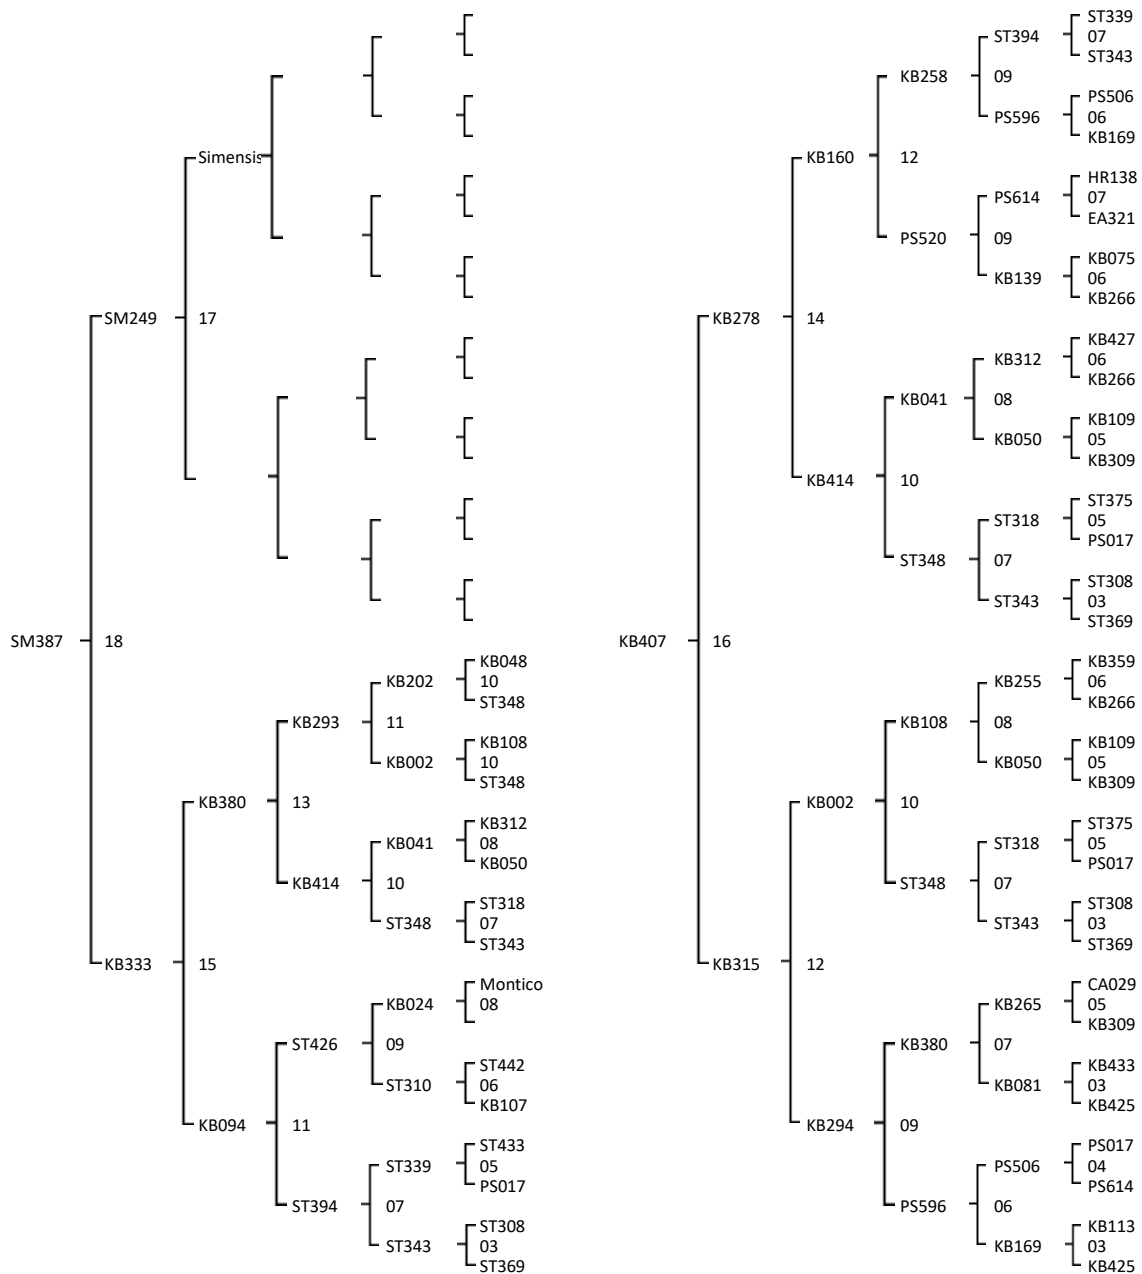 ST339
ST394 07
ST343
KB258 09
PS506
PS596 06
KB169
Simensis KB160 12
HR138
PS614 07
EA321
PS520 09
KB075
KB139 06
KB266
SM249 17 KB278 14
KB427
KB312 06
KB266
KB041 08
KB109
KB050 05
KB309
KB414 10
ST375
ST318 05
PS017
ST348 07
ST308
ST343 03
ST369
SM387 18 KB407 16
KB048 KB359
KB202 10 KB255 06
ST348 KB266
KB293 11 KB108 08
KB108 KB109
KB002 10 KB050 05
ST348 KB309
KB380 13 KB002 10
KB312 ST375
KB041 08 ST318 05
KB050 PS017
KB414 10 ST348 07
ST318 ST308
ST348 07 ST343 03
ST343 ST369
KB333 15 KB315 12
Montico CA029
KB024 08 KB265 05
KB309
ST426 09 KB380 07
ST442 KB433
ST310 06 KB081 03
KB107 KB425
KB094 11 KB294 09
ST433 PS017
ST339 05 PS506 04
PS017 PS614
ST394 07 PS596 06
ST308 KB113
ST343 03 KB169 03
ST369 KB425